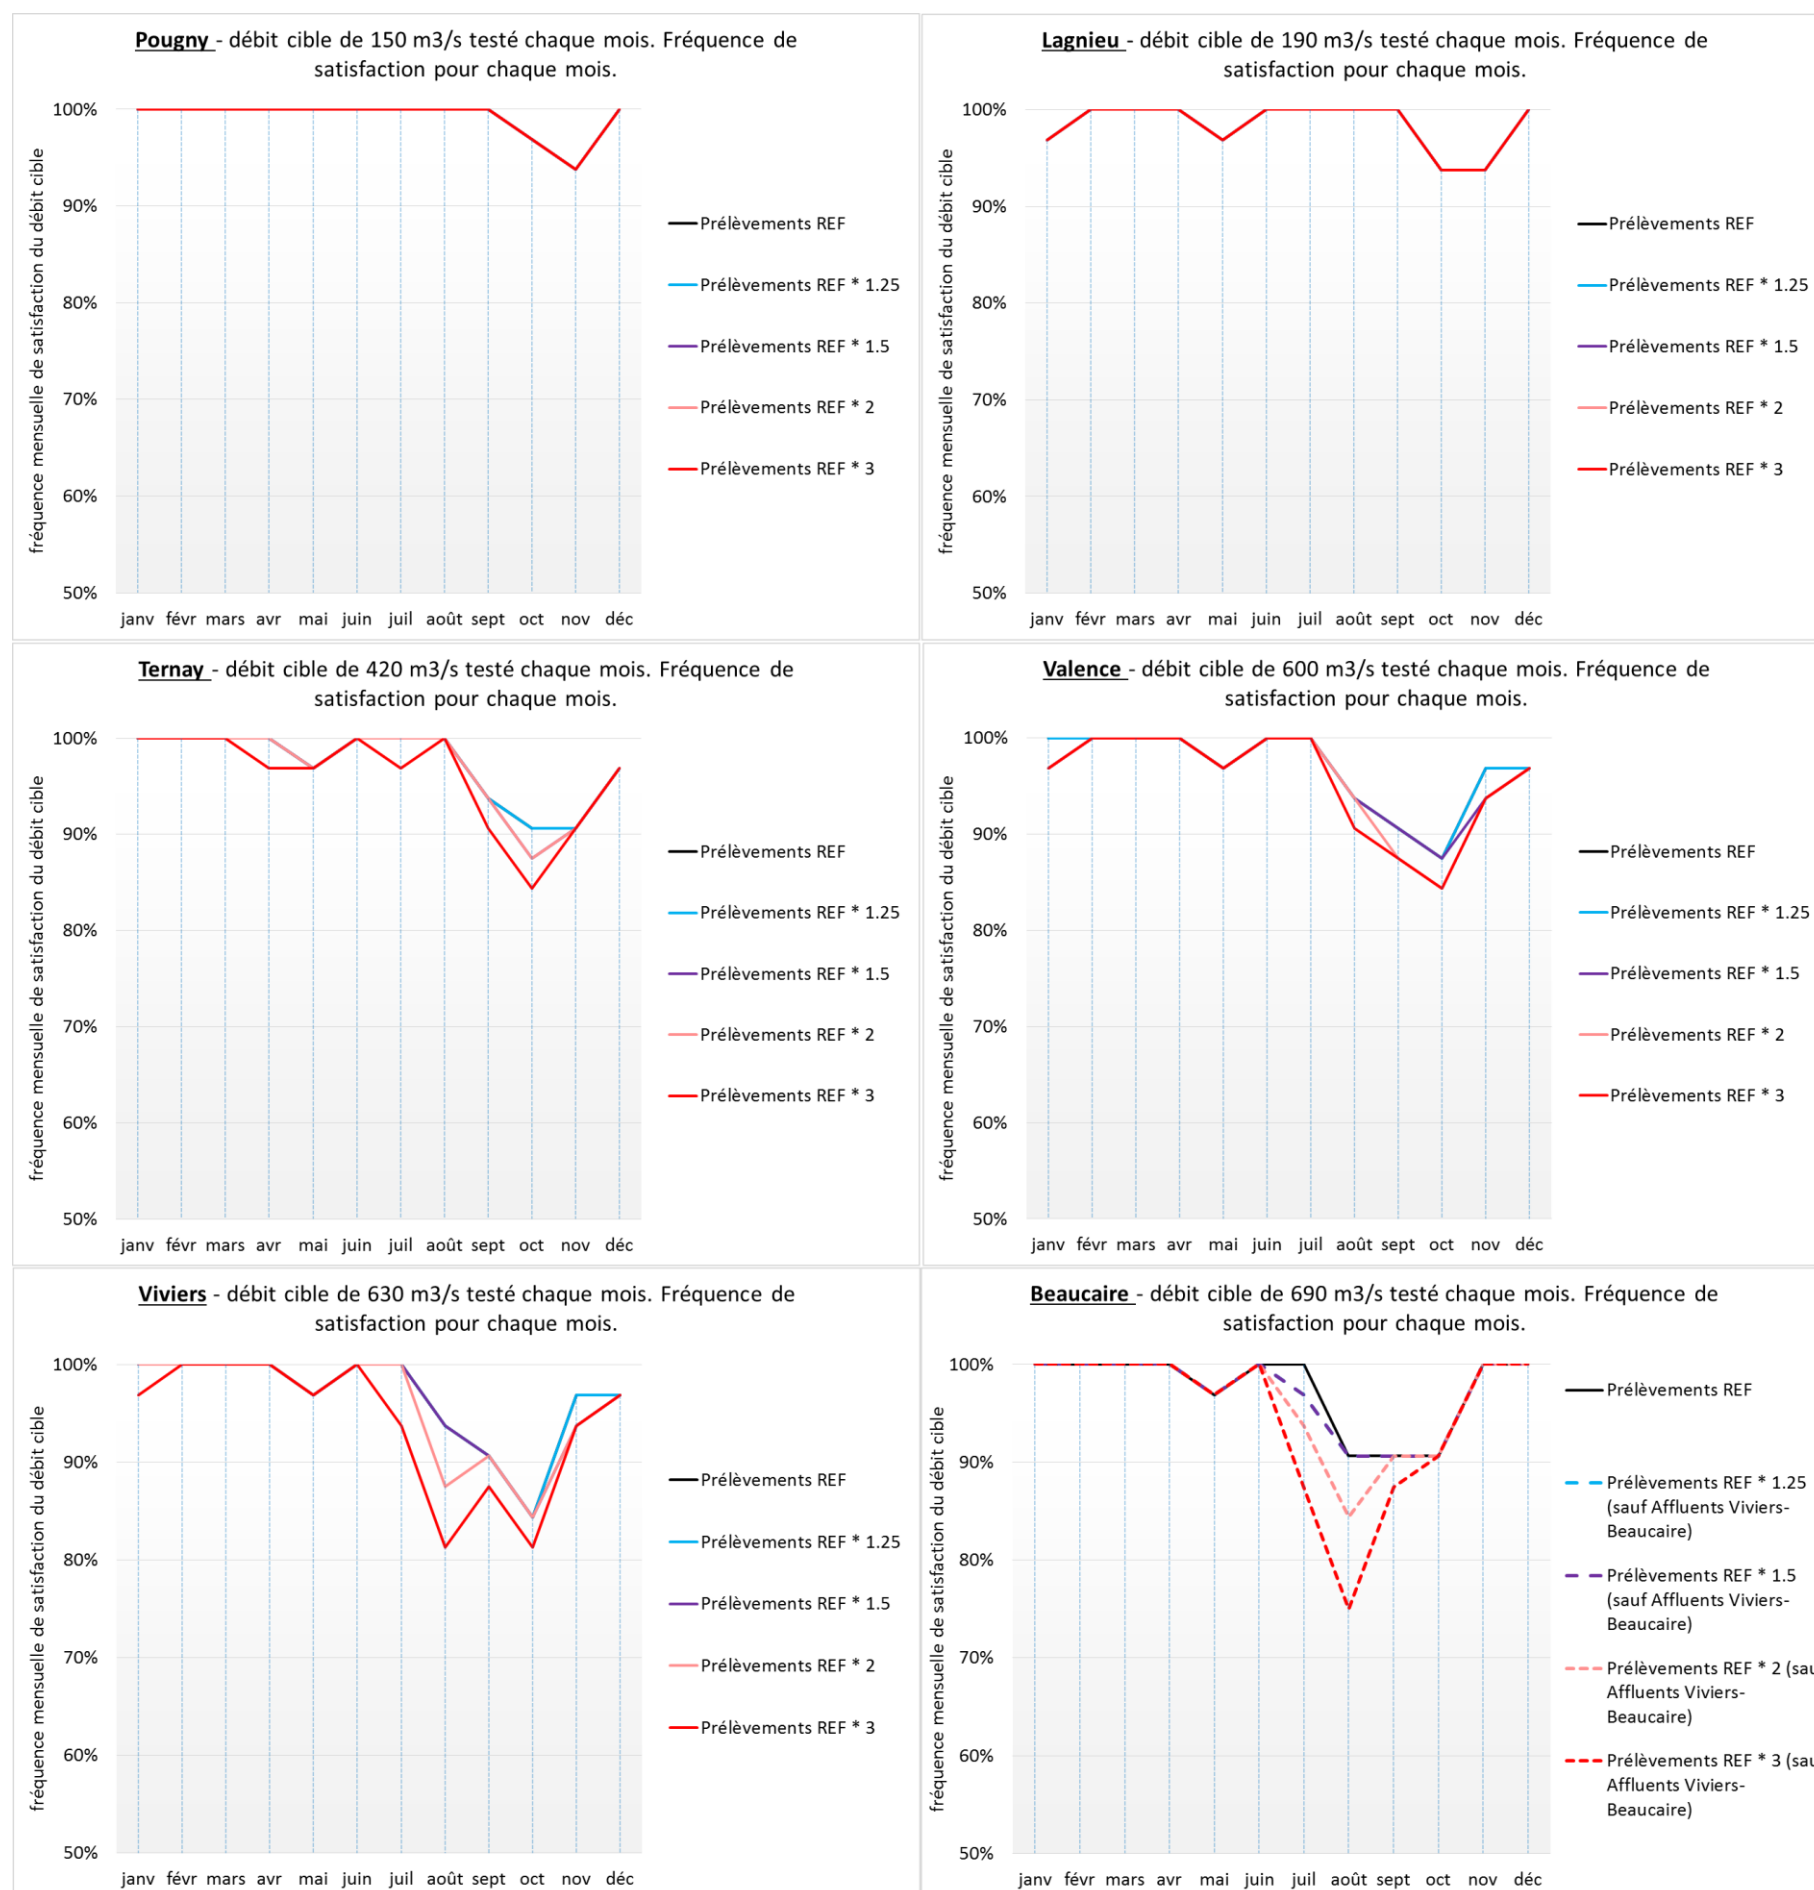 Pougny - débit cible de 150 m3/s testé chaque mois. Fréquence de
satisfaction pour chaque mois.
fréquence mensuelle de satisfaction du débit cible
100%
90%
80%
70%
60%
50%
janv févr mars avr mai juin juil août sept oct nov déc
Prélèvements REF
Prélèvements REF * 1.25
Prélèvements REF * 1.5
Prélèvements REF * 2
Prélèvements REF * 3
Lagnieu - débit cible de 190 m3/s testé chaque mois. Fréquence de
satisfaction pour chaque mois.
fréquence mensuelle de satisfaction du débit cible
100%
90%
80%
70%
60%
50%
janv févr mars avr mai juin juil août sept oct nov déc
Prélèvements REF
Prélèvements REF * 1.25
Prélèvements REF * 1.5
Prélèvements REF * 2
Prélèvements REF * 3
Ternay - débit cible de 420 m3/s testé chaque mois. Fréquence de
satisfaction pour chaque mois.
fréquence mensuelle de satisfaction du débit cible
100%
90%
80%
70%
60%
50%
janv févr mars avr mai juin juil août sept oct nov déc
Prélèvements REF
Prélèvements REF * 1.25
Prélèvements REF * 1.5
Prélèvements REF * 2
Prélèvements REF * 3
Valence - débit cible de 600 m3/s testé chaque mois. Fréquence de
satisfaction pour chaque mois.
fréquence mensuelle de satisfaction du débit cible
100%
90%
80%
70%
60%
50%
janv févr mars avr mai juin juil août sept oct nov déc
Prélèvements REF
Prélèvements REF * 1.25
Prélèvements REF * 1.5
Prélèvements REF * 2
Prélèvements REF * 3
Viviers - débit cible de 630 m3/s testé chaque mois. Fréquence de
satisfaction pour chaque mois.
fréquence mensuelle de satisfaction du débit cible
100%
90%
80%
70%
60%
50%
janv févr mars avr mai juin juil août sept oct nov déc
Prélèvements REF
Prélèvements REF * 1.25
Prélèvements REF * 1.5
Prélèvements REF * 2
Prélèvements REF * 3
Beaucaire - débit cible de 690 m3/s testé chaque mois. Fréquence de
satisfaction pour chaque mois.
fréquence mensuelle de satisfaction du débit cible
100%
90%
80%
70%
60%
50%
janv févr mars avr mai juin juil août sept oct nov déc
Prélèvements REF
Prélèvements REF * 1.25
(sauf Affluents Viviers-
Beaucaire)
Prélèvements REF * 1.5
(sauf Affluents Viviers-
Beaucaire)
Prélèvements REF * 2 (sau
Affluents Viviers-
Beaucaire)
Prélèvements REF * 3 (sau
Affluents Viviers-
Beaucaire)